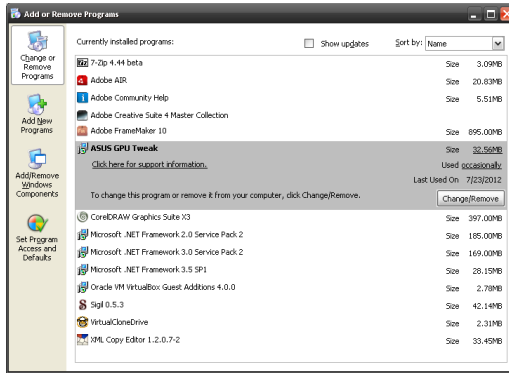 Add or Remove Programs
Change or Remove Programs
Add New Programs
Add/Remove Windows Components
Set Program Access and Defaults
Currently installed programs:
Show updates
Sort by: Name
7-Zip 4.44 beta Size 3.09MB
Adobe AIR Size 20.83MB
Adobe Community Help Size 5.51MB
Adobe Creative Suite 4 Master Collection
Adobe FrameMaker 10 Size 895.00MB
ASUS GPU Tweak Size 32.56MB
Click here for support information. Used occasionally
Last Used On 7/23/2012
To change this program or remove it from your computer, click Change/Remove. Change/Remove
CorelDRAW Graphics Suite X3 Size 397.00MB
Microsoft .NET Framework 2.0 Service Pack 2 Size 185.00MB
Microsoft .NET Framework 3.0 Service Pack 2 Size 169.00MB
Microsoft .NET Framework 3.5 SP1 Size 28.15MB
Oracle VM VirtualBox Guest Additions 4.0.0 Size 2.78MB
Sigil 0.5.3 Size 42.14MB
VirtualCloneDrive Size 2.31MB
XML Copy Editor 1.2.0.7-2 Size 33.45MB